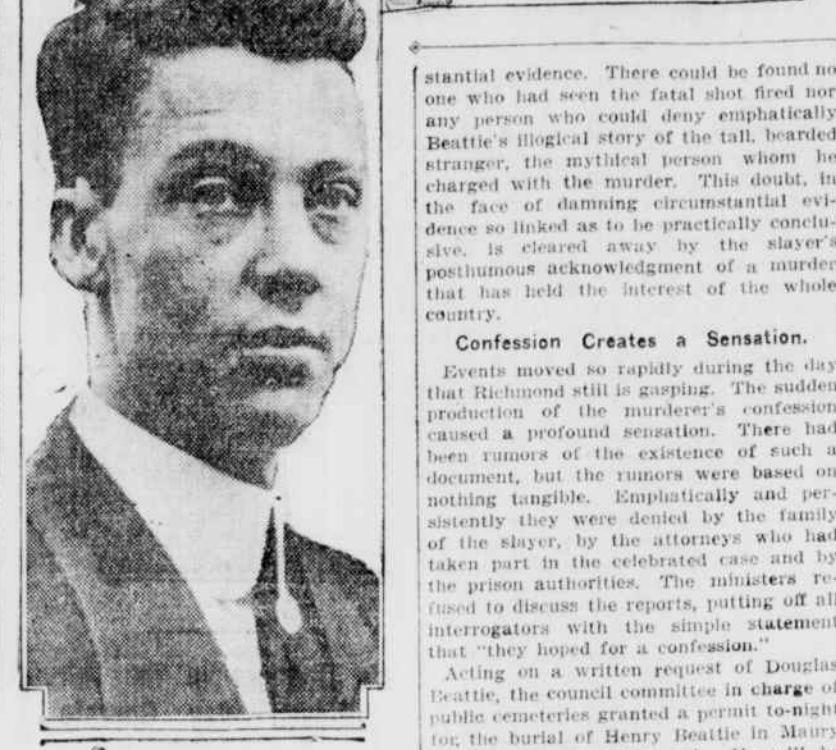 stantial evidence. There could be found no
one who had seen the fatal shot fired nor
any person who could deny emphatically
Beattie's illogical story of the tall, bearded
stranger, the mythical person whom he
charged with the murder. This doubt, in
the face of damning circumstantial evi-
dence so linked as to be practically conclu-
sive, is cleared away by the slayer's
posthumous acknowledgment of a murder
that has held the interest of the whole
country.
Confession Creates a Sensation.
Events moved so rapidly during the day
that Richmond still is gasping. The sudden
production of the murderer's confession
caused a profound sensation. There had
been rumors of the existence of such a
document, but the rumors were based on
nothing tangible. Emphatically and per-
sistently they were denied by the family
of the slayer, by the attorneys who had
taken part in the celebrated case and by
the prison authorities. The ministers re-
fused to discuss the reports, putting off all
interrogators with the simple statement
that "they hoped for a confession."
Acting on a written request of Douglas
Beattie, the council committee in charge of
public cemeteries granted a permit to-night
for the burial of Henry Beattie in Maury